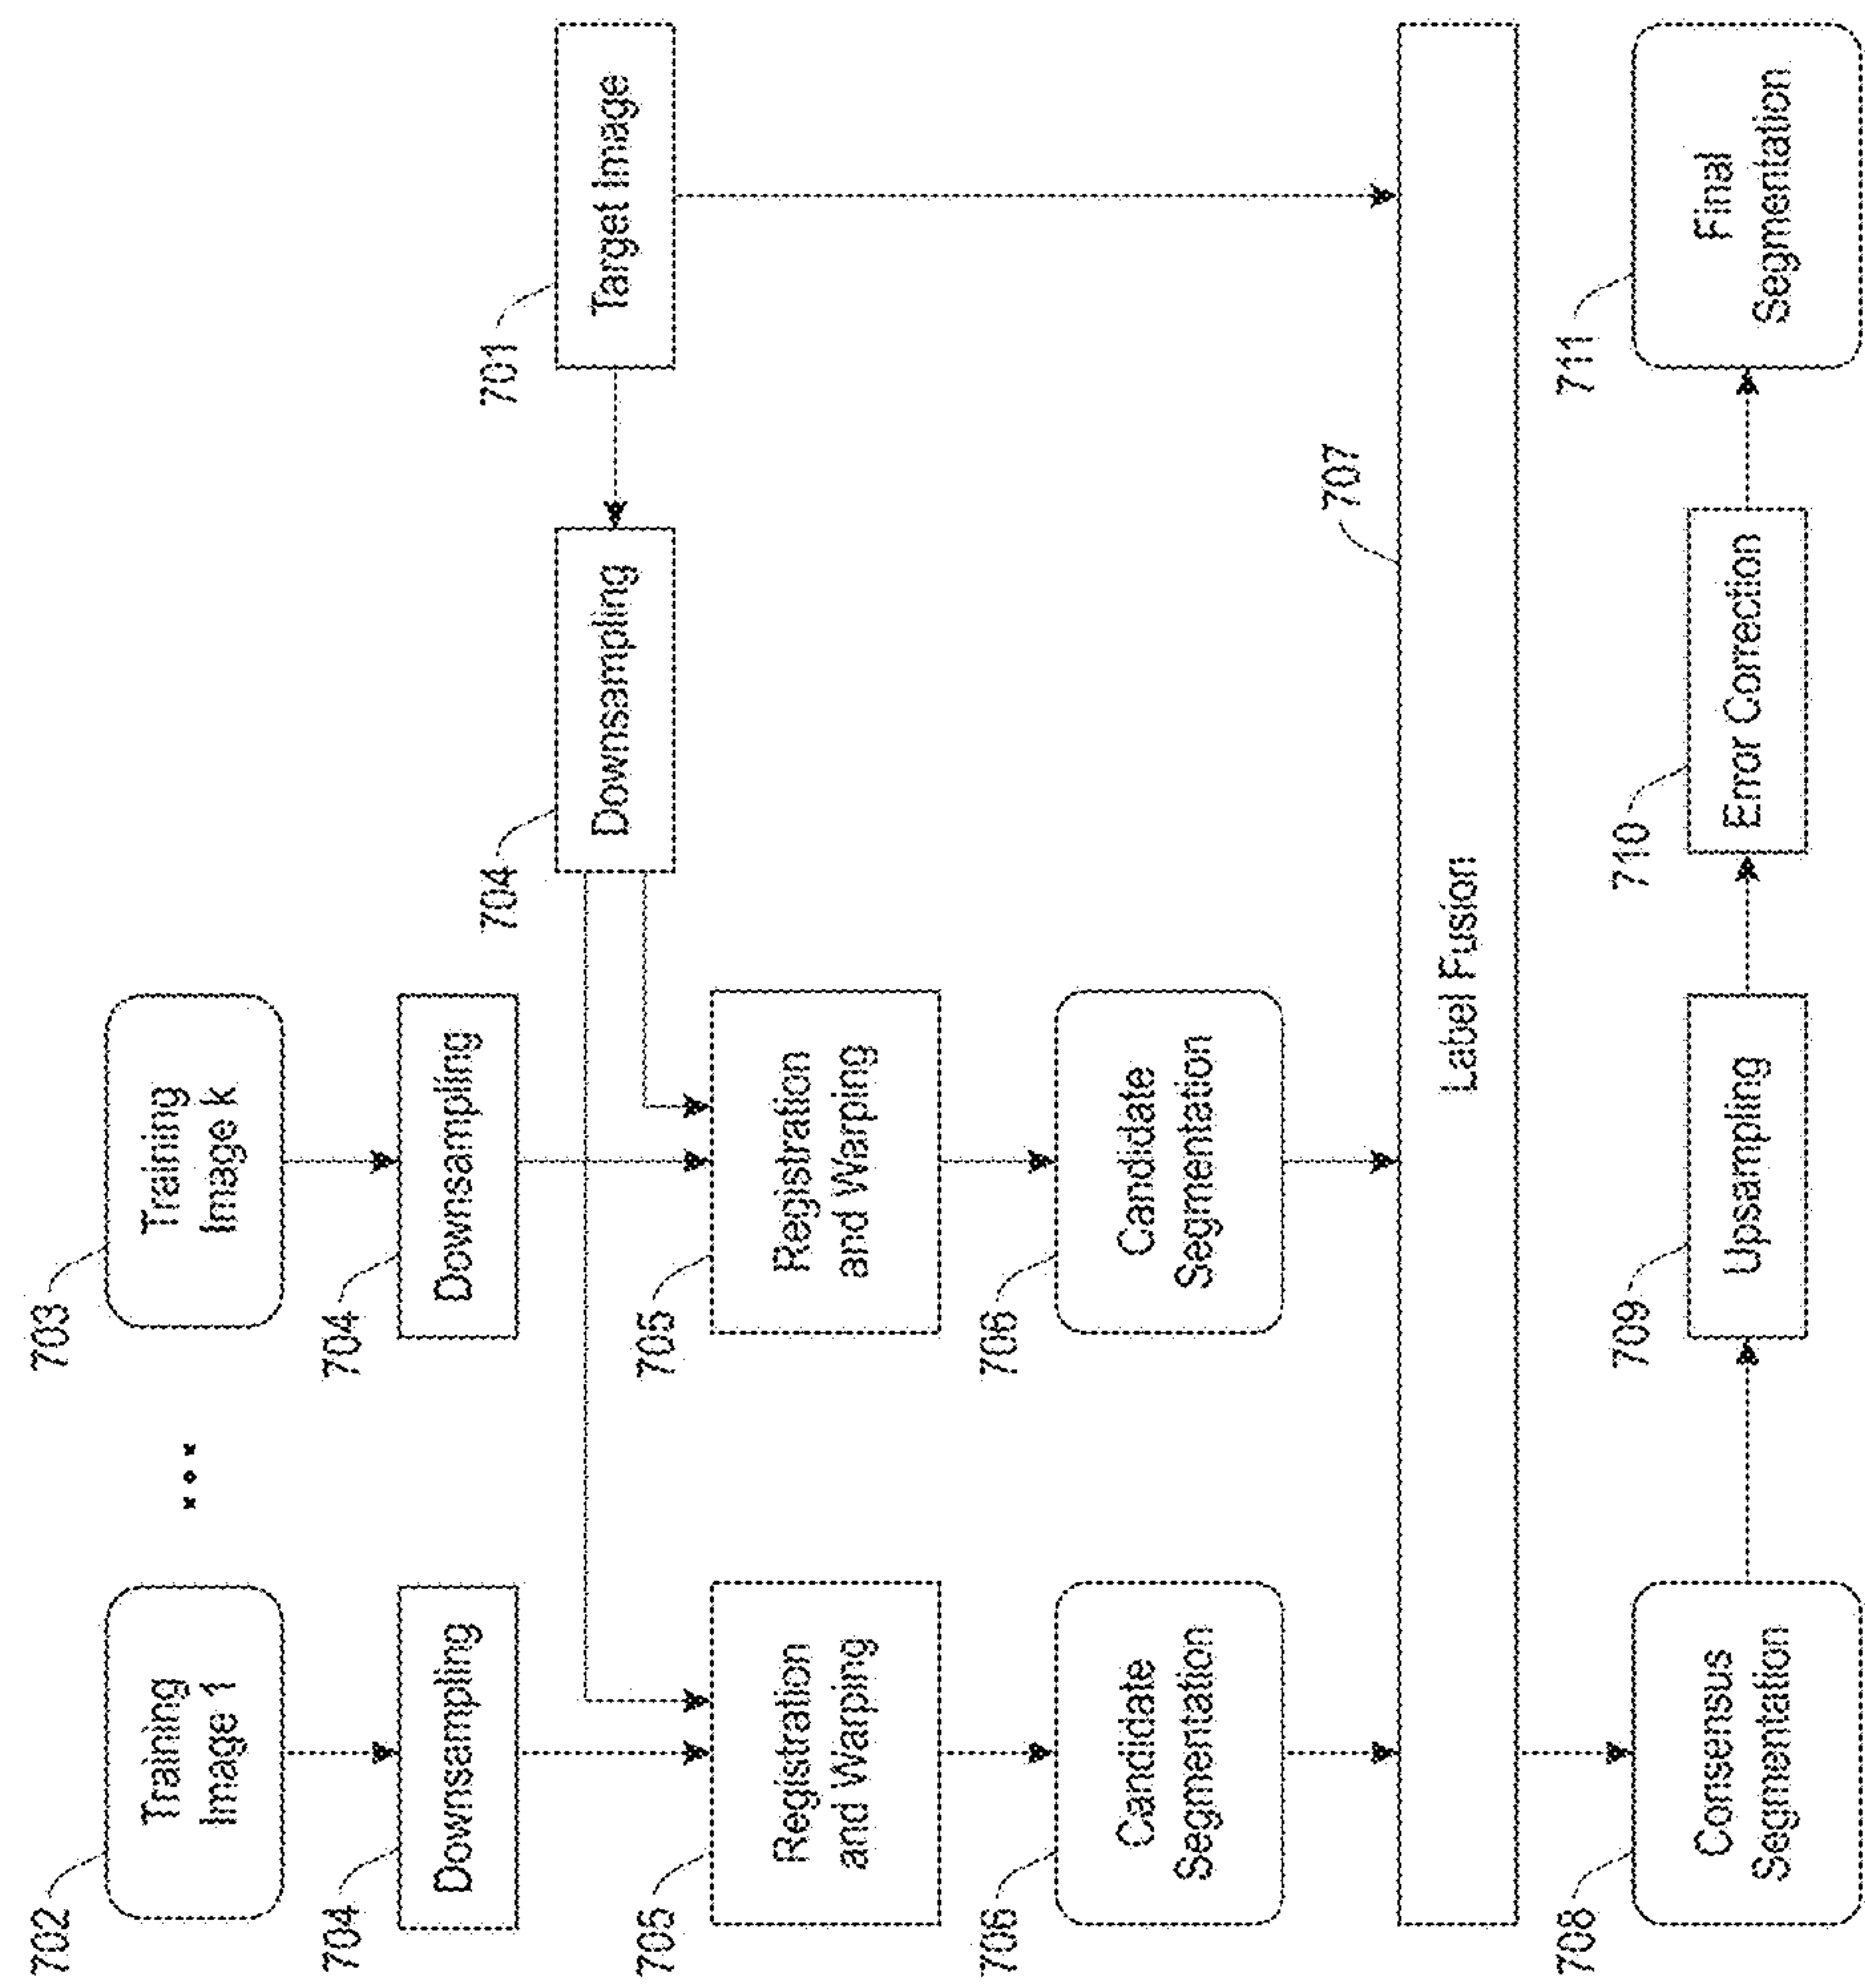 702
Training
Image 1
...
703
Training
Image k
704
Downsampling
704
Downsampling
704
Downsampling
701
Target Image
705
Registration
and Warping
705
Registration
and Warping
706
Candidate
Segmentation
706
Candidate
Segmentation
707
Label Fusion
708
Consensus
Segmentation
709
Upsampling
710
Error Correction
711
Final
Segmentation